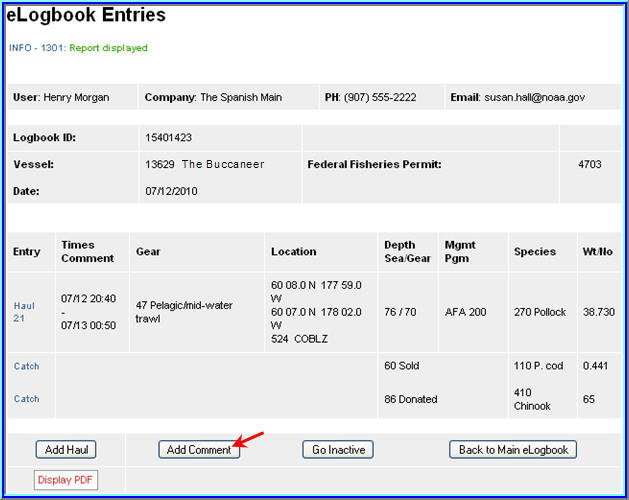 eLogbook Entries
INFO - 1301: Report displayed
User: Henry Morgan Company: The Spanish Main PH: (907) 555-2222 Email: susan.hall@noaa.gov
Logbook ID: 15401423
Vessel: 13629 The Buccaneer Federal Fisheries Permit: 4703
Date: 07/12/2010
Entry Times Comment Gear Location Depth Sea/Gear Mgmt Pgm Species Wt/No
Haul 21 07/12 20:40 - 07/13 00:50 47 Pelagic/mid-water trawl 60 08.0 N 177 59.0 W 60 07.0 N 178 02.0 W 524 COBLZ 76 / 70 AFA 200 270 Pollock 38.730
Catch 60 Sold 110 P. cod 0.441
Catch 86 Donated 410 Chinook 65
Add Haul Add Comment Go Inactive Back to Main eLogbook
Display PDF